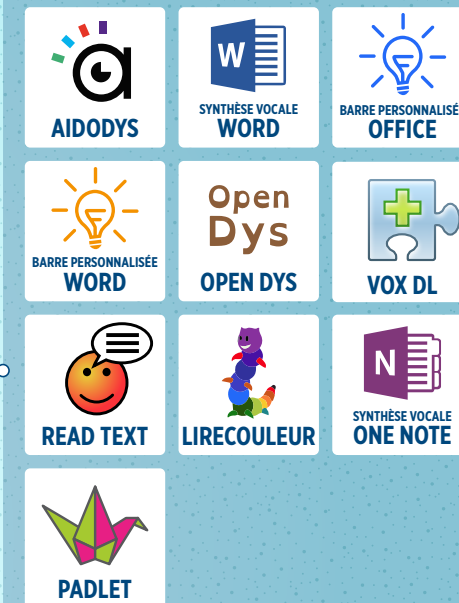 AIDODYS
W
SYNTHÈSE VOCALE
WORD
BARRE PERSONNALISÉ
OFFICE
BARRE PERSONNALISÉE
WORD
Open
Dys
OPEN DYS
VOX DL
READ TEXT
LIRECOULEUR
N
SYNTHÈSE VOCALE
ONE NOTE
PADLET